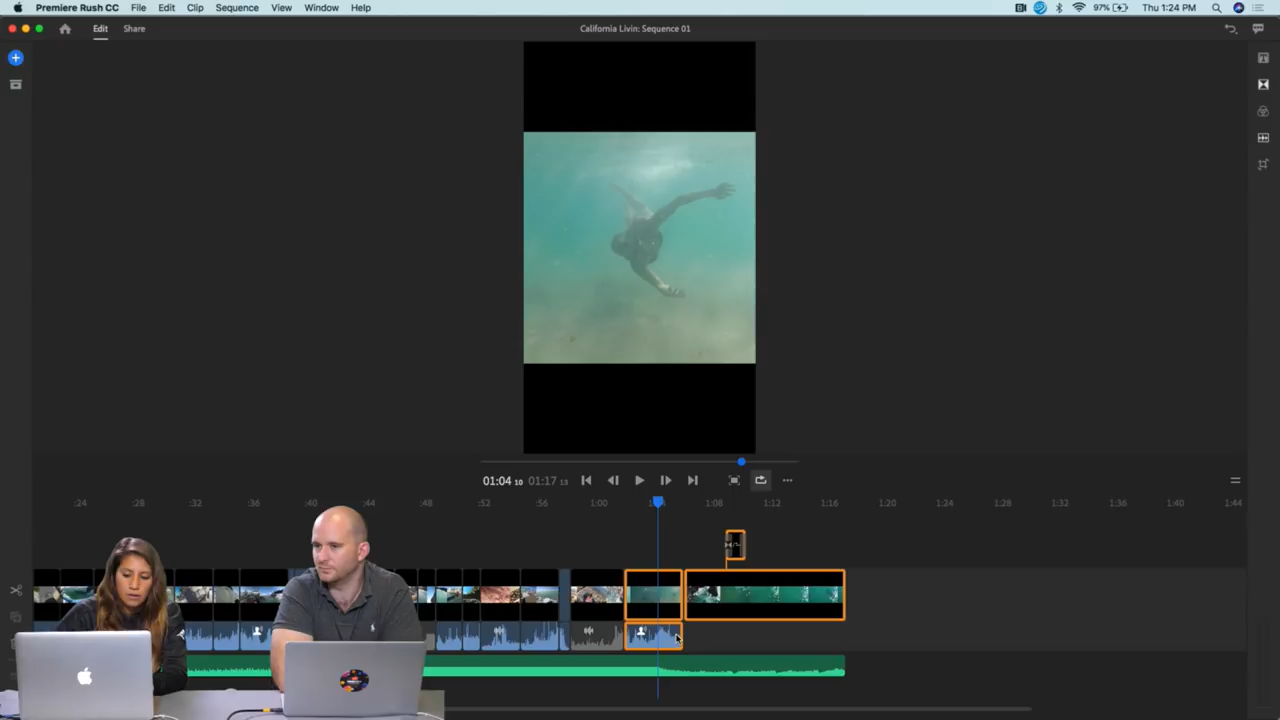 Premiere Rush CC File Edit Clip Sequence View Window Help 97% Thu 1:24 PM
Edit Share California Livin: Sequence 01
01:04 10 01:17 13
:24 :28 :32 :36 :40 :44 :48 :52 :56 1:00 1:08 1:12 1:16 1:20 1:24 1:28 1:32 1:36 1:40 1:44